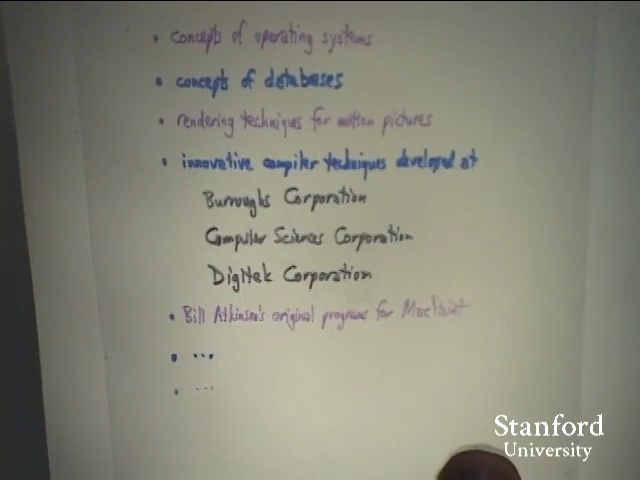 • concepts of operating systems
• concepts of databases
• rendering techniques for motion pictures
• innovative compiler techniques developed at
Burroughs Corporation
Computer Sciences Corporation
Digitek Corporation
• Bill Atkinson's original programs for MacPaint
• ...
• ...
Stanford
University